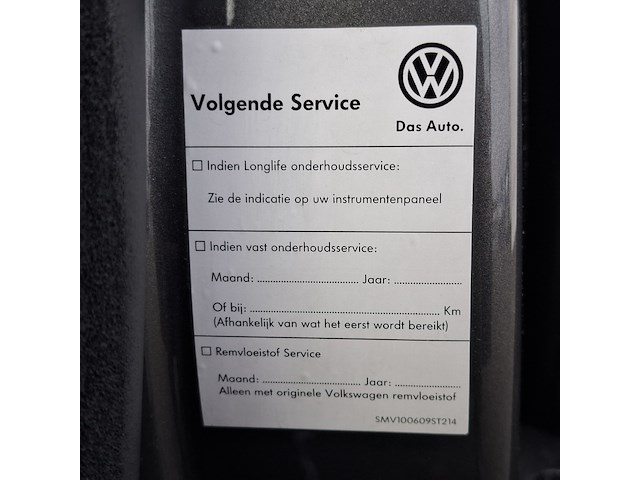 VW
Volgende Service
Das Auto.
☐ Indien Longlife onderhoudsservice:
Zie de indicatie op uw instrumentenpaneel
☐ Indien vast onderhoudsservice:
Maand: .................................... Jaar: ........................
Of bij: .................................................................. Km
(Afhankelijk van wat het eerst wordt bereikt)
☐ Remvloeistof Service
Maand: .................................... Jaar: ........................
Alleen met originele Volkswagen remvloeistof
SMV100609ST214